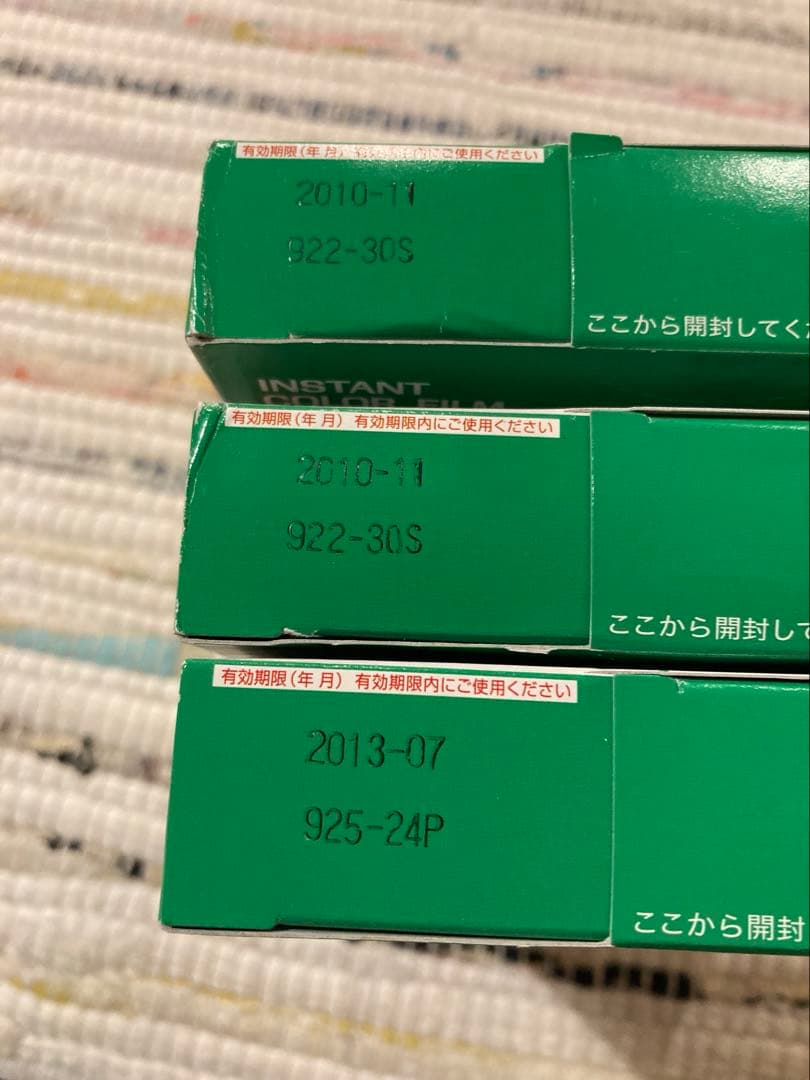 有効期限(年 月) 有効期限内にご使用ください
2010-11
922-30S
ここから開封してくだ
INSTANT
COLOR FILM
有効期限(年 月) 有効期限内にご使用ください
2010-11
922-30S
ここから開封して
有効期限(年 月) 有効期限内にご使用ください
2013-07
925-24P
ここから開封